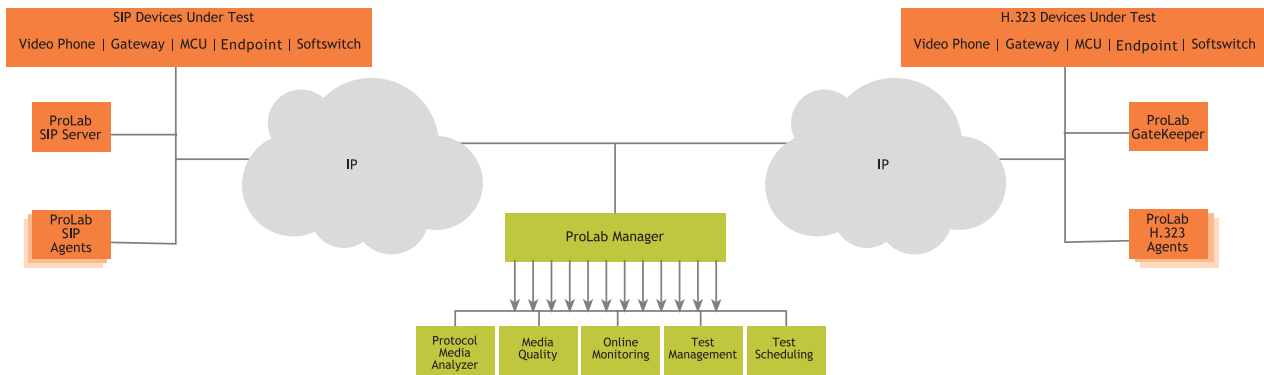 SIP Devices Under Test
Video Phone | Gateway | MCU | Endpoint | Softswitch
H.323 Devices Under Test
Video Phone | Gateway | MCU | Endpoint | Softswitch
ProLab
SIP Server
ProLab
GateKeeper
IP
IP
ProLab
SIP
Agents
ProLab Manager
ProLab
H.323
Agents
Protocol
Media
Analyzer
Media
Quality
Online
Monitoring
Test
Management
Test
Scheduling